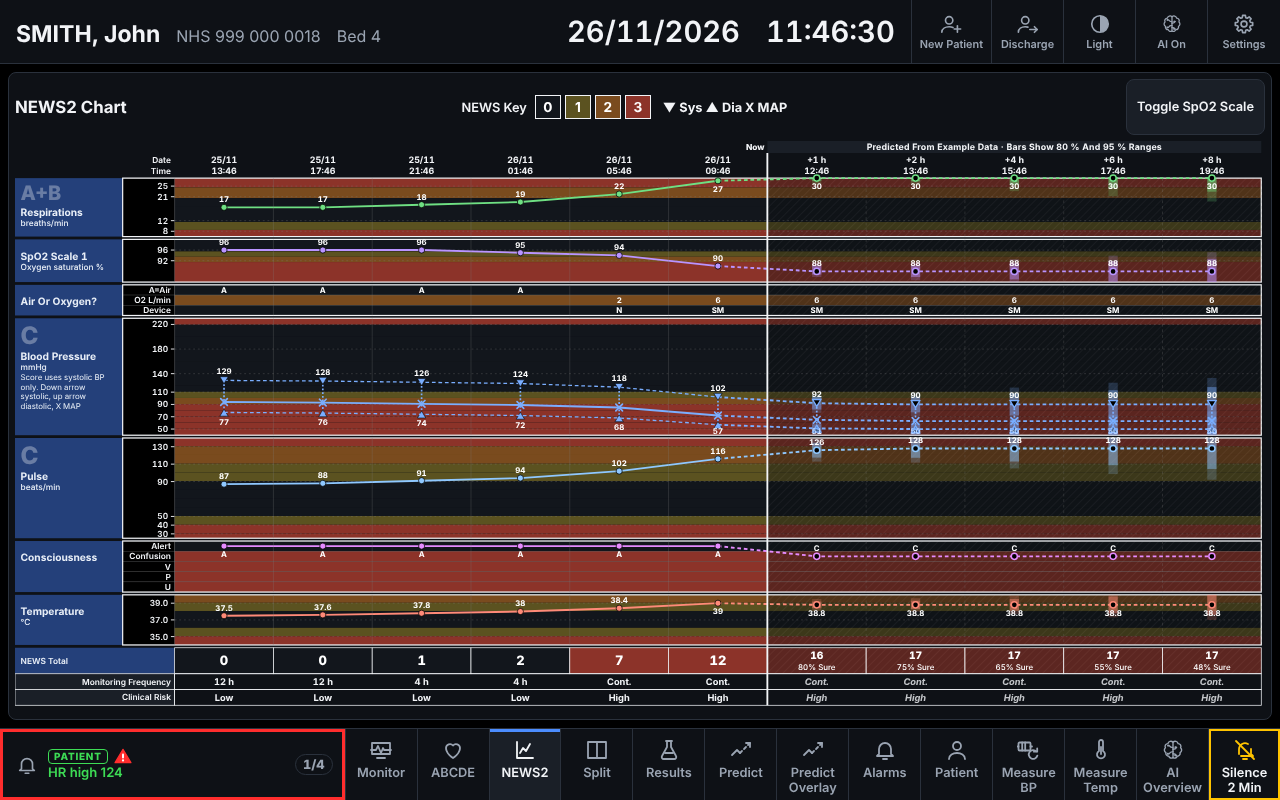 SMITH, John NHS 999 000 0018 Bed 4 26/11/2026 11:46:30
New Patient
Discharge
Light
AI On
Settings
NEWS2 Chart
NEWS Key 0 1 2 3 ▼ Sys ▲ Dia X MAP
Toggle SpO2 Scale
Now Predicted From Example Data · Bars Show 80 % And 95 % Ranges
Date 25/11 25/11 25/11 26/11 26/11 26/11 +1 h +2 h +4 h +6 h +8 h
Time 13:46 17:46 21:46 01:46 05:46 09:46 12:46 13:46 15:46 17:46 19:46
A+B
Respirations
breaths/min
25
21
12
8
17 17 18 19 22 27 30 30 30 30 30
SpO2 Scale 1
Oxygen saturation %
96
92
96 96 96 95 94 90 88 88 88 88 88
Air Or Oxygen?
A=Air A A A A
O2 L/min 2 6 6 6 6 6 6
Device N SM SM SM SM SM SM
C
Blood Pressure
mmHg
Score uses systolic BP
only. Down arrow
systolic, up arrow
diastolic, X MAP
220
180
140
110
90
70
50
129 128 126 124 118 102 92 90 90 90 90
77 76 74 72 68 57
C
Pulse
beats/min
130
110
90
50
40
30
87 88 91 94 102 116 126 128 128 128 128
Consciousness
Alert
Confusion
V
P
U
A A A A A A C C C C C
Temperature
°C
39.0
37.0
35.0
37.5 37.6 37.8 38 38.4 39 38.8 38.8 38.8 38.8 38.8
NEWS Total 0 0 1 2 7 12 16 17 17 17 17
80% Sure 75% Sure 65% Sure 55% Sure 48% Sure
Monitoring Frequency 12 h 12 h 4 h 4 h Cont. Cont. Cont. Cont. Cont. Cont. Cont.
Clinical Risk Low Low Low Low High High High High High High High
PATIENT
HR high 124
1/4
Monitor
ABCDE
NEWS2
Split
Results
Predict
Predict
Overlay
Alarms
Patient
Measure
BP
Measure
Temp
AI
Overview
Silence
2 Min